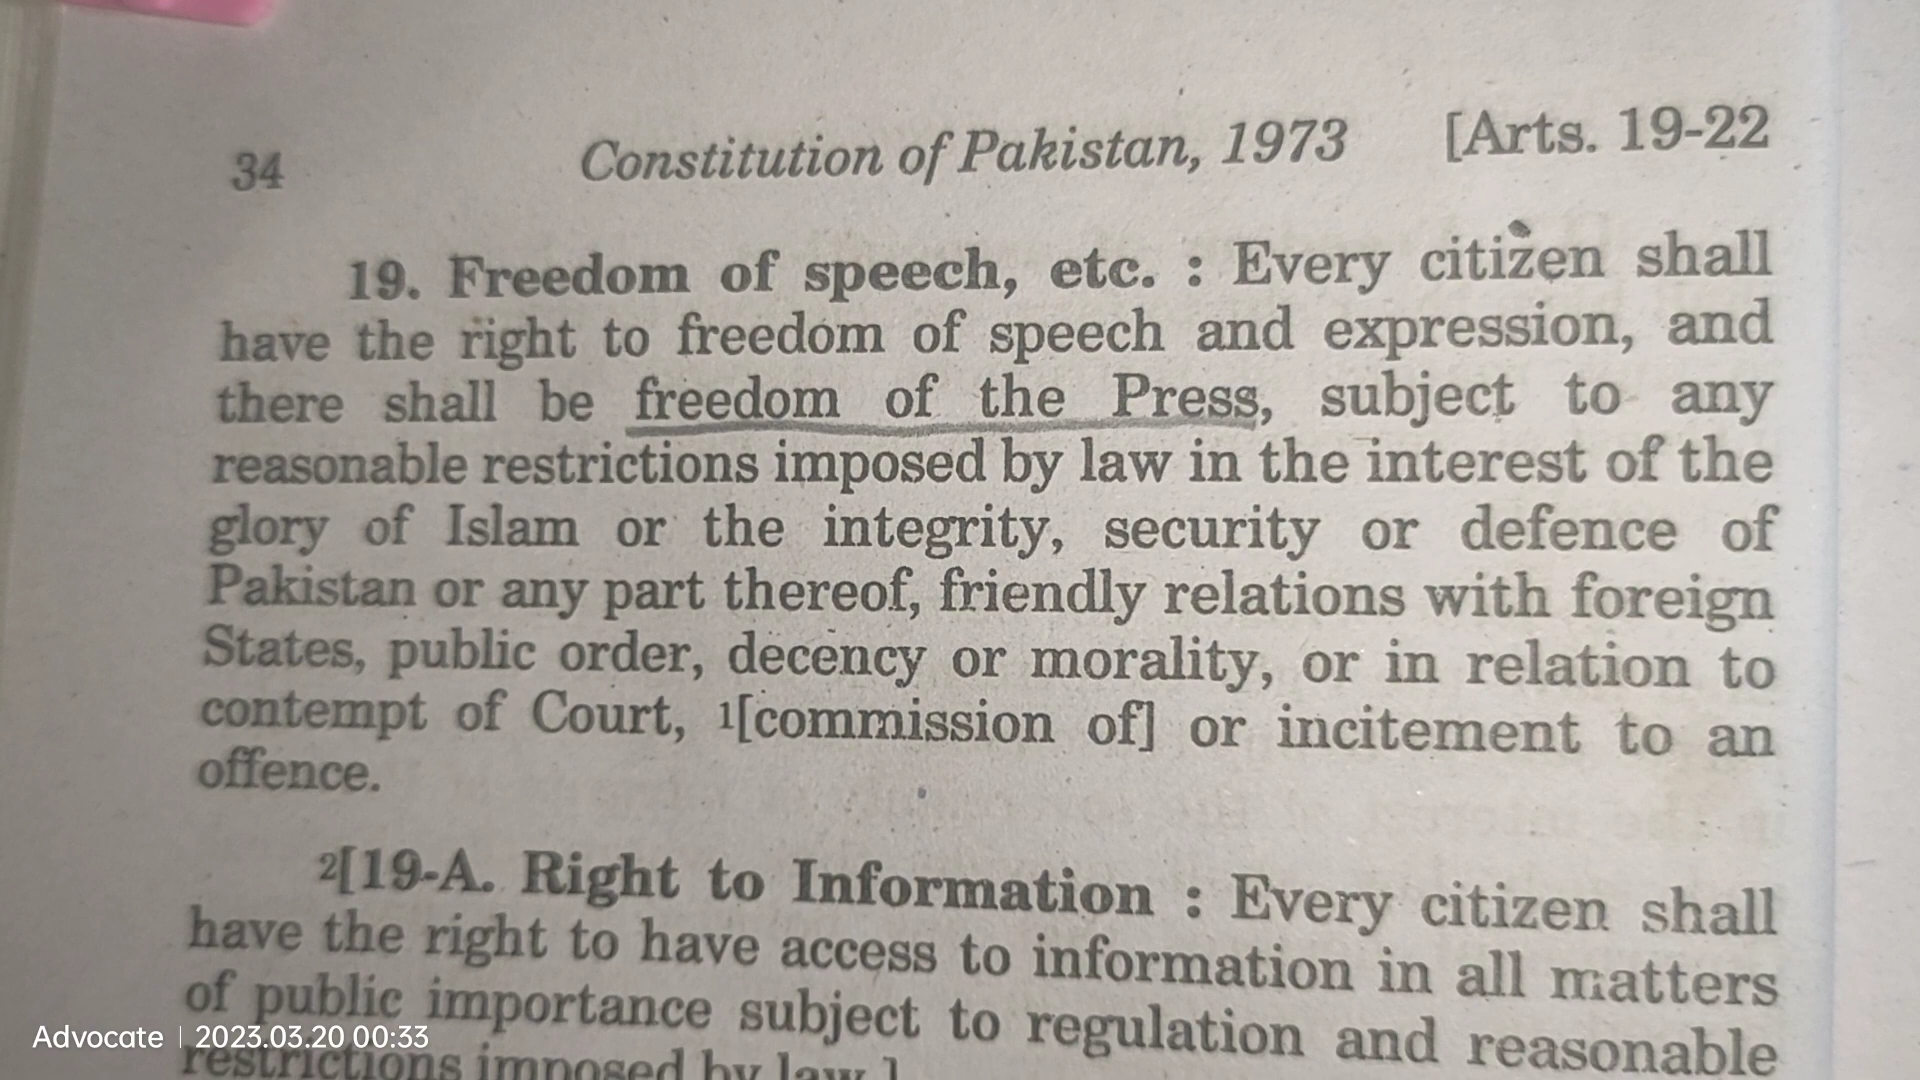 34 Constitution of Pakistan, 1973 [Arts. 19-22
19. Freedom of speech, etc. : Every citizen shall
have the right to freedom of speech and expression, and
there shall be freedom of the Press, subject to any
reasonable restrictions imposed by law in the interest of the
glory of Islam or the integrity, security or defence of
Pakistan or any part thereof, friendly relations with foreign
States, public order, decency or morality, or in relation to
contempt of Court, 1[commission of] or incitement to an
offence.
2[19-A. Right to Information : Every citizen shall
have the right to have access to information in all matters
of public importance subject to regulation and reasonable
restrictions imposed by law.]
Advocate | 2023.03.20 00:33